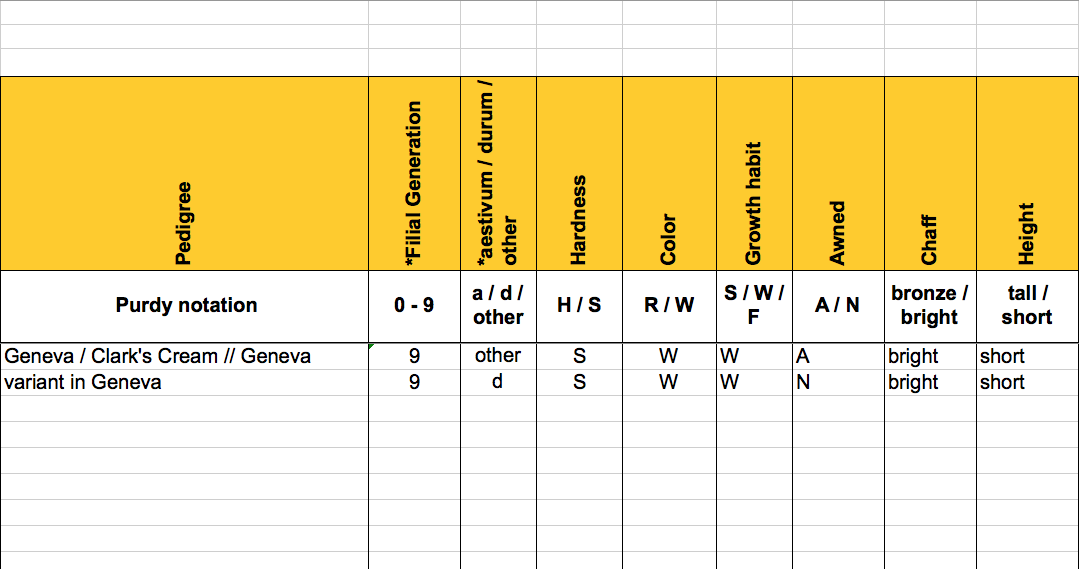 Pedigree *Filial Generation *aestivum / durum / other Hardness Color Growth habit Awned Chaff Height
Purdy notation 0 - 9 a / d / other H / S R / W S / W / F A / N bronze / bright tall / short
Geneva / Clark's Cream // Geneva 9 other S W W A bright short
variant in Geneva 9 d S W W N bright short